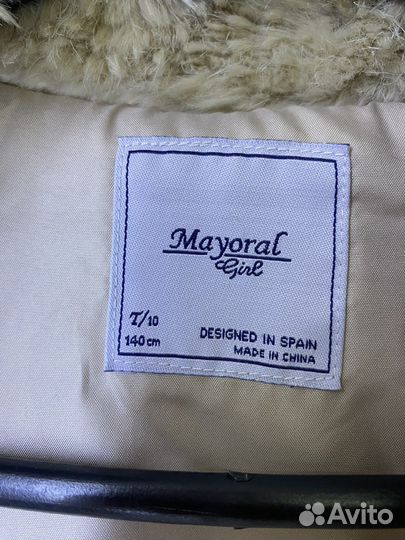 Mayoral
Girl
T/10
140 cm
DESIGNED IN SPAIN
MADE IN CHINA
Avito